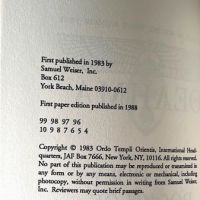 First published in 1983 by
Samuel Weiser, Inc.
Box 612
York Beach, Maine 03910-0612
First paper edition published in 1988
99 98 97 96
10 9 8 7 6 5 4
Copyright © 1983 Ordo Templi Orientis, International Head-
quarters, JAF Box 7666, New York, NY, 10116. All rights reserved.
No part of this publication may be reproduced or transmitted in
any form or by any means, electronic or mechanical, including
photocopy, without permission in writing from Samuel Weiser,
Inc. Reviewers may quote brief passages.